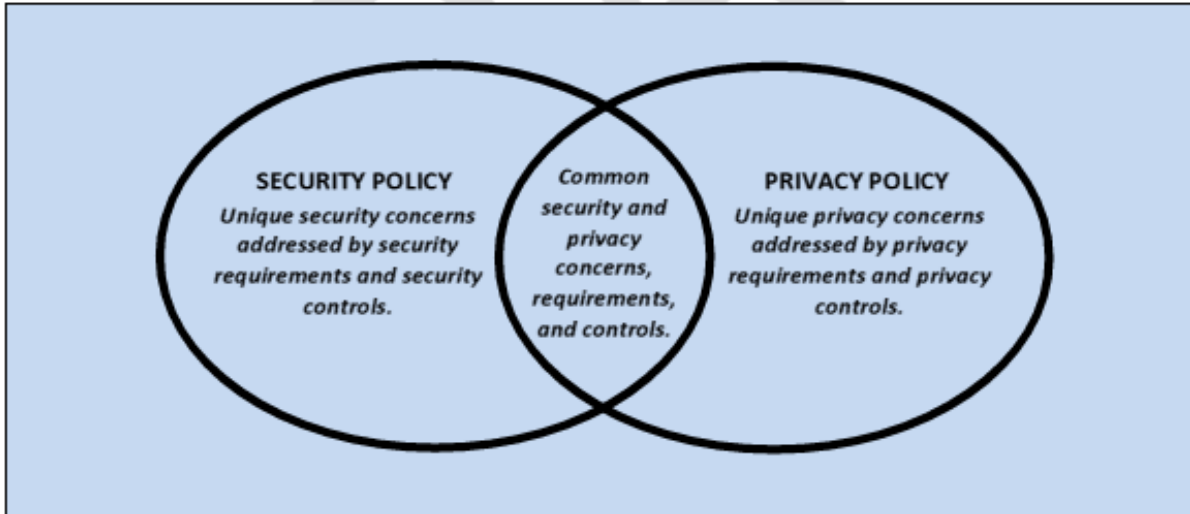 SECURITY POLICY
Unique security concerns
addressed by security
requirements and security
controls.
Common
security and
privacy
concerns,
requirements,
and controls.
PRIVACY POLICY
Unique privacy concerns
addressed by privacy
requirements and privacy
controls.